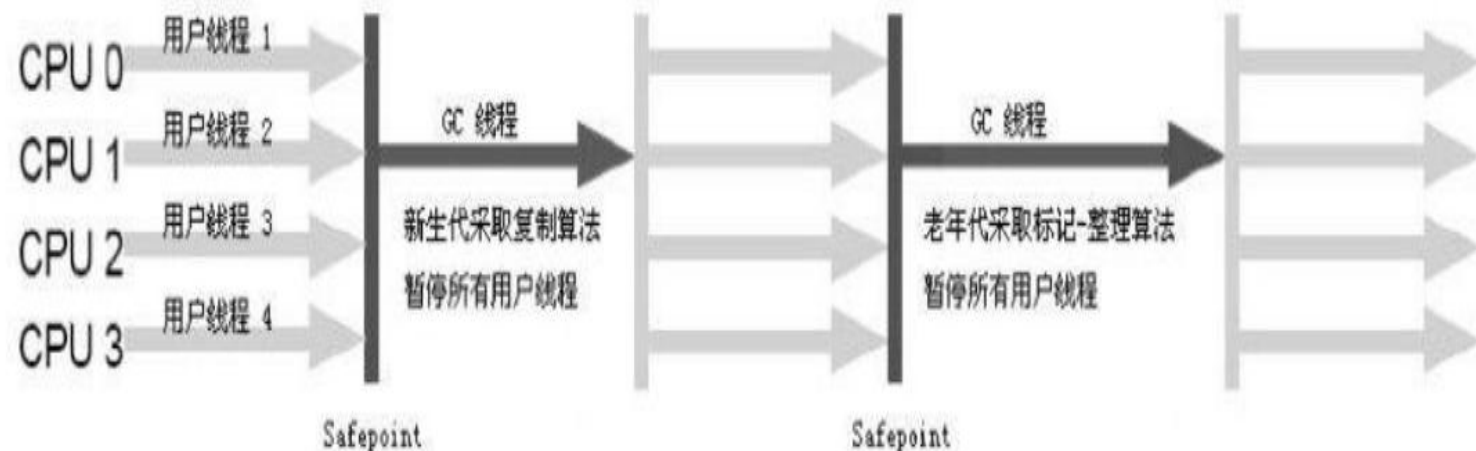 CPU 0
用户线程 1
CPU 1
用户线程 2
CPU 2
用户线程 3
CPU 3
用户线程 4
GC 线程
新生代采取复制算法
暂停所有用户线程
GC 线程
老年代采取标记-整理算法
暂停所有用户线程
Safepoint
Safepoint